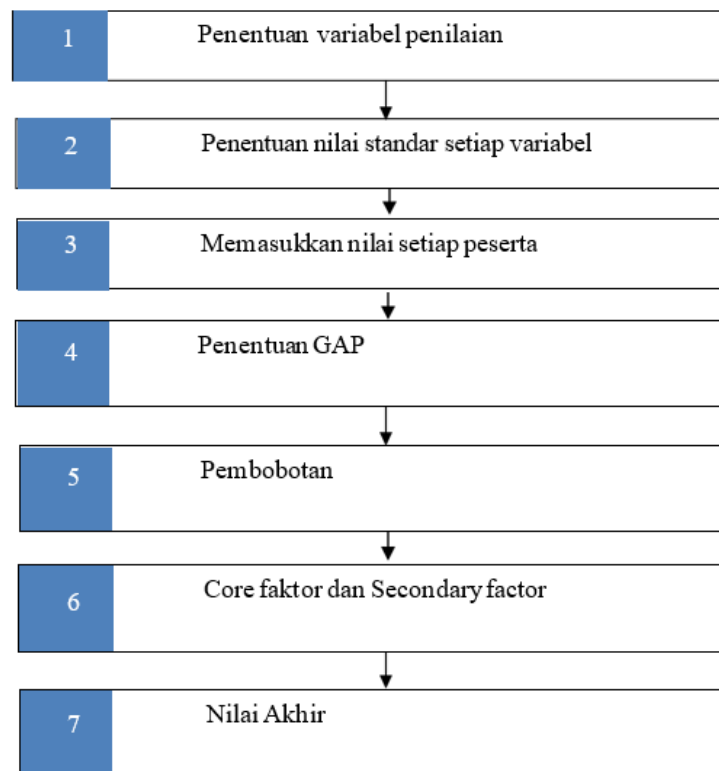 1 Penentuan variabel penilaian
2 Penentuan nilai standar setiap variabel
3 Memasukkan nilai setiap peserta
4 Penentuan GAP
5 Pembobotan
6 Core faktor dan Secondary factor
7 Nilai Akhir